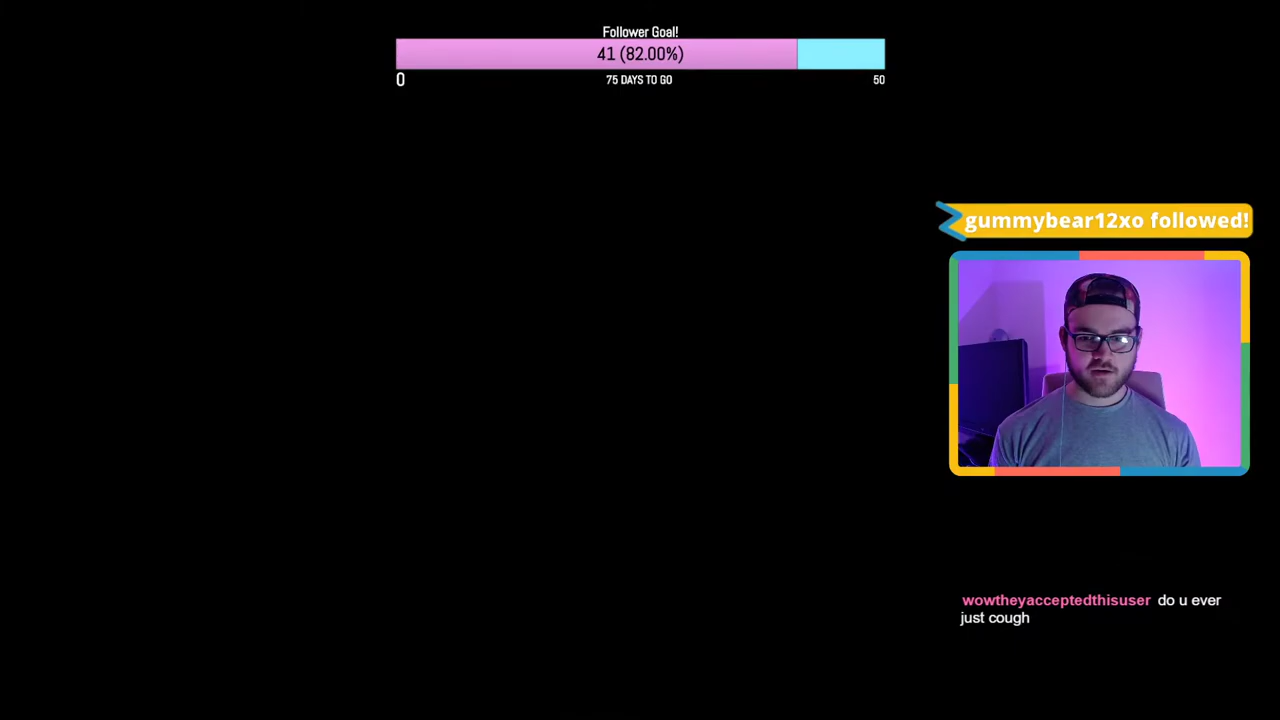 Follower Goal!
41 (82.00%)
0
75 DAYS TO GO
50
gummybear12xo followed!
wowtheyacceptedthisuser do u ever
just cough